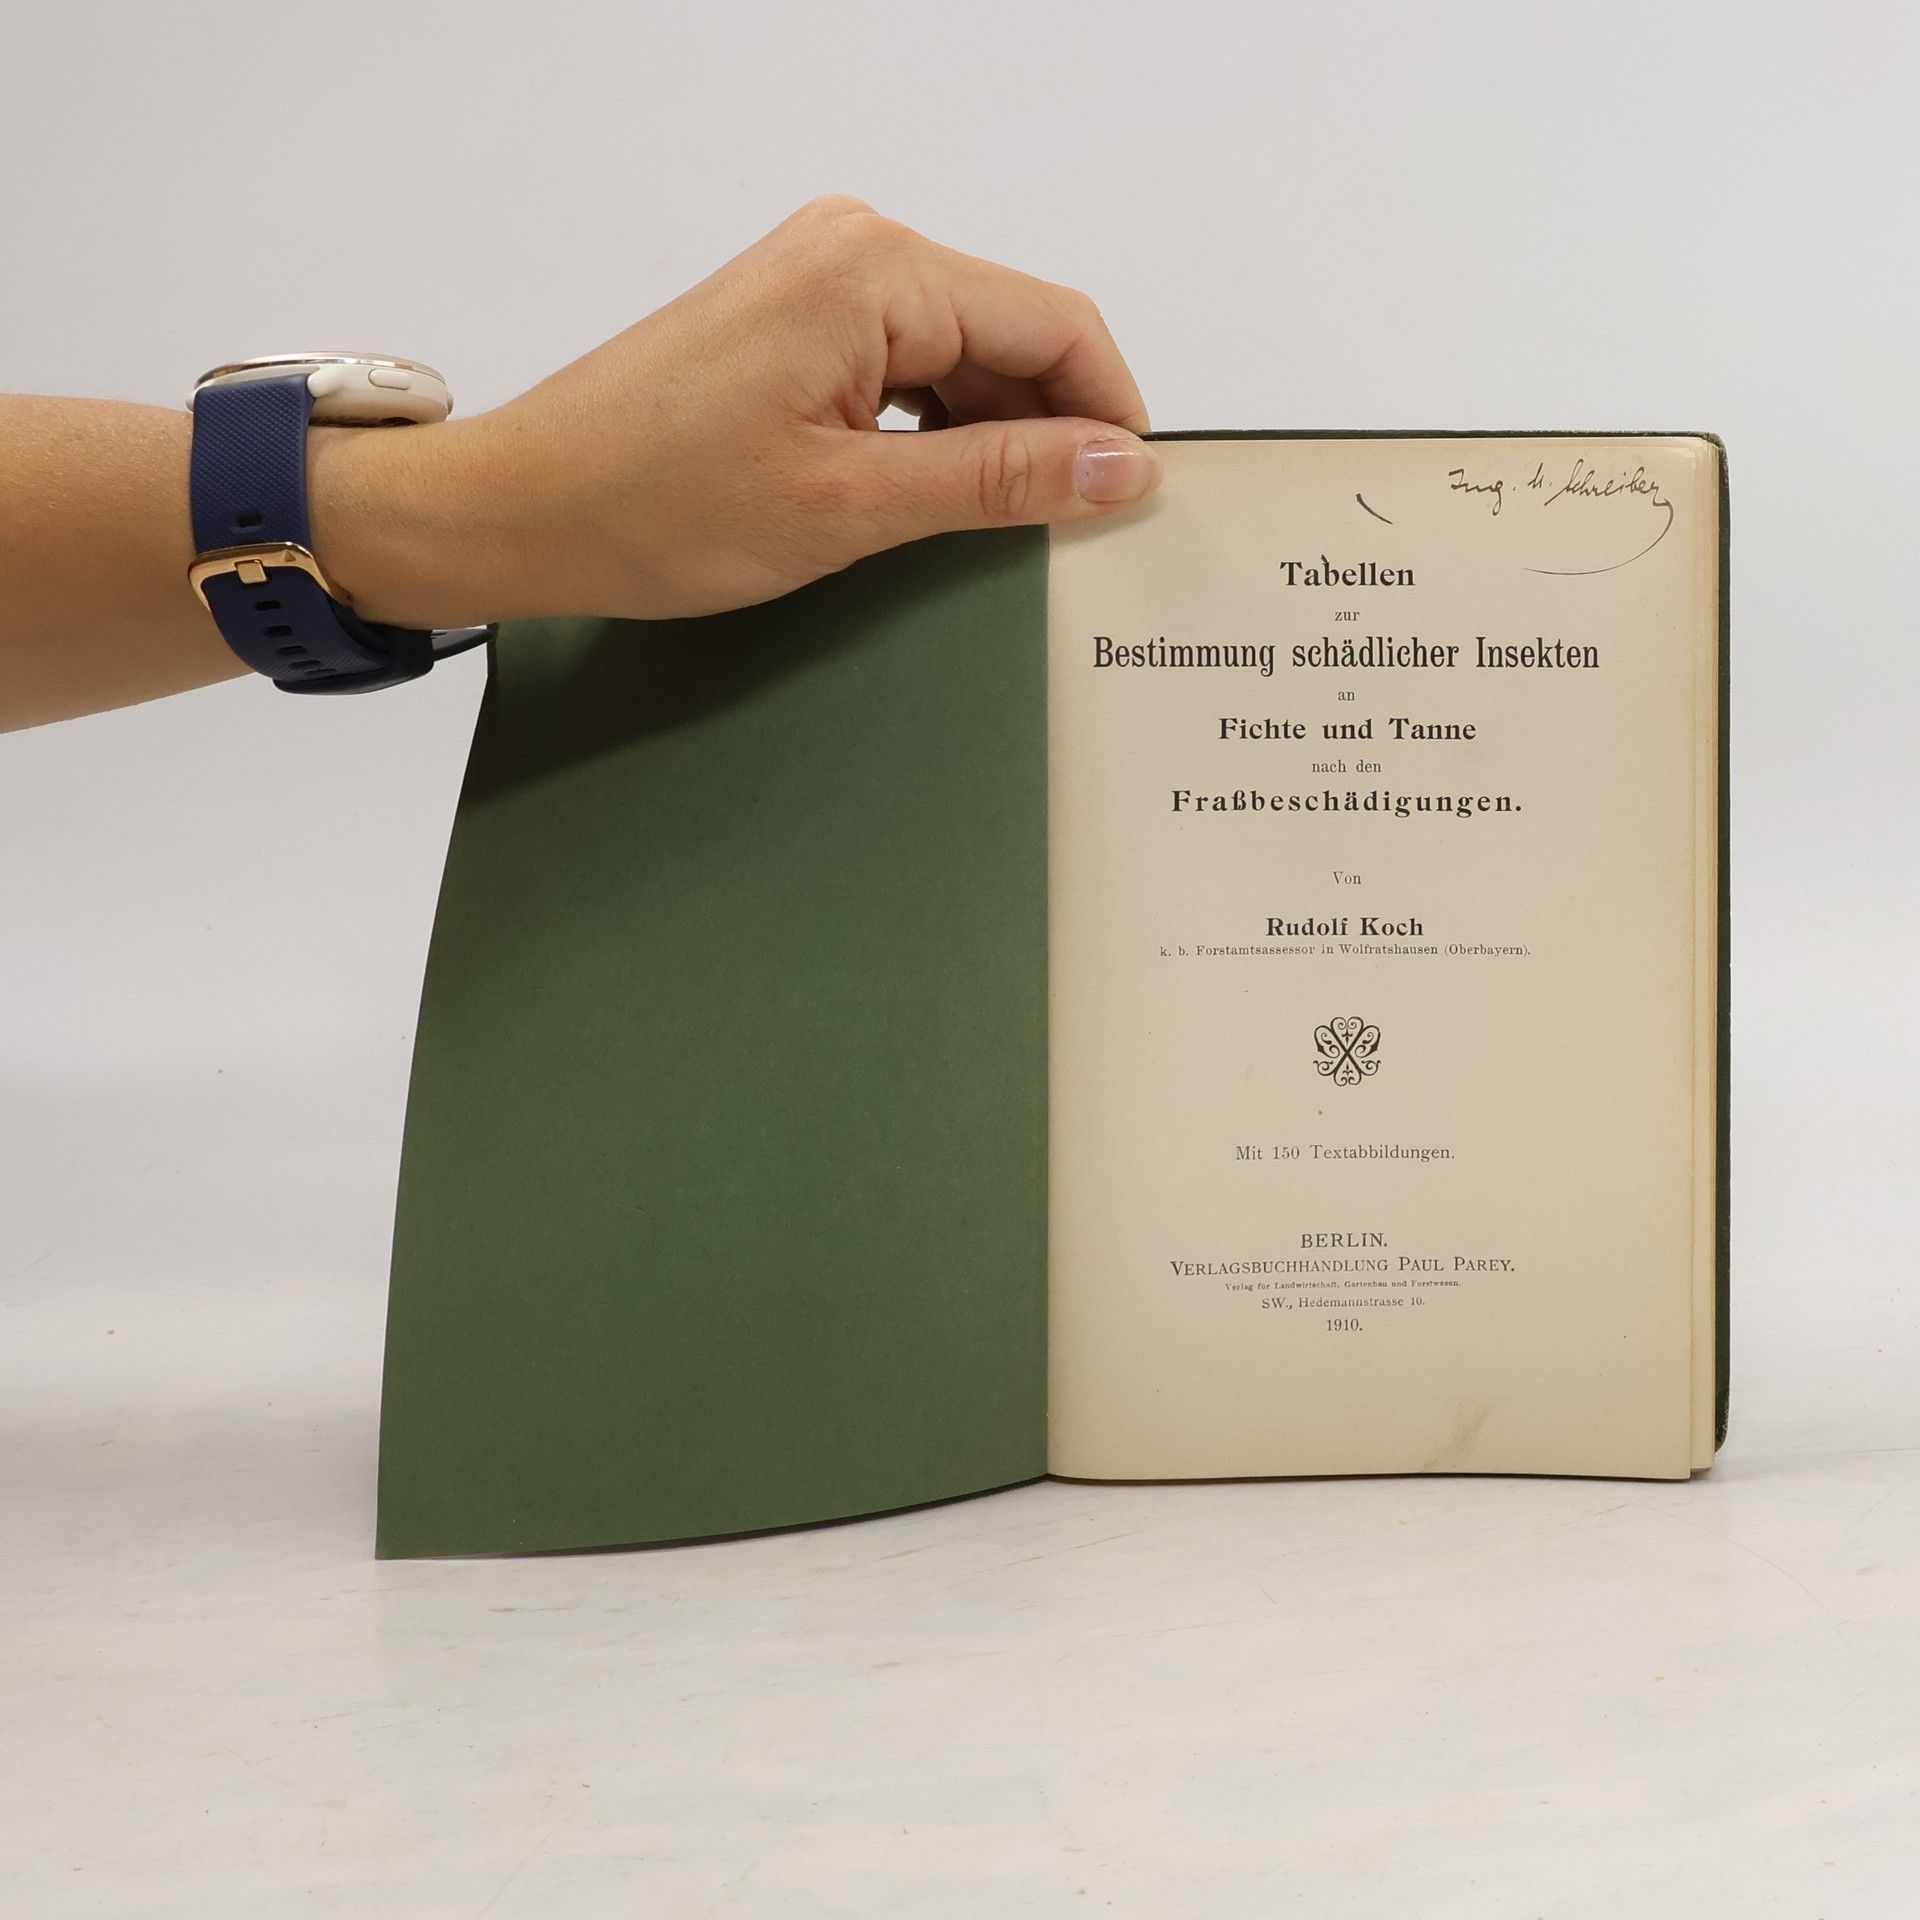 Ing. M. Schreiber
Tabellen
zur
Bestimmung schädlicher Insekten
an
Fichte und Tanne
nach den
Fraßbeschädigungen.
Von
Rudolf Koch
k. b. Forstamtsassessor in Wolfratshausen (Oberbayern).
Mit 150 Textabbildungen.
BERLIN.
VERLAGSBUCHHANDLUNG PAUL PAREY.
Verlag für Landwirtschaft, Gartenbau und Forstwesen.
SW., Hedemannstrasse 10.
1910.